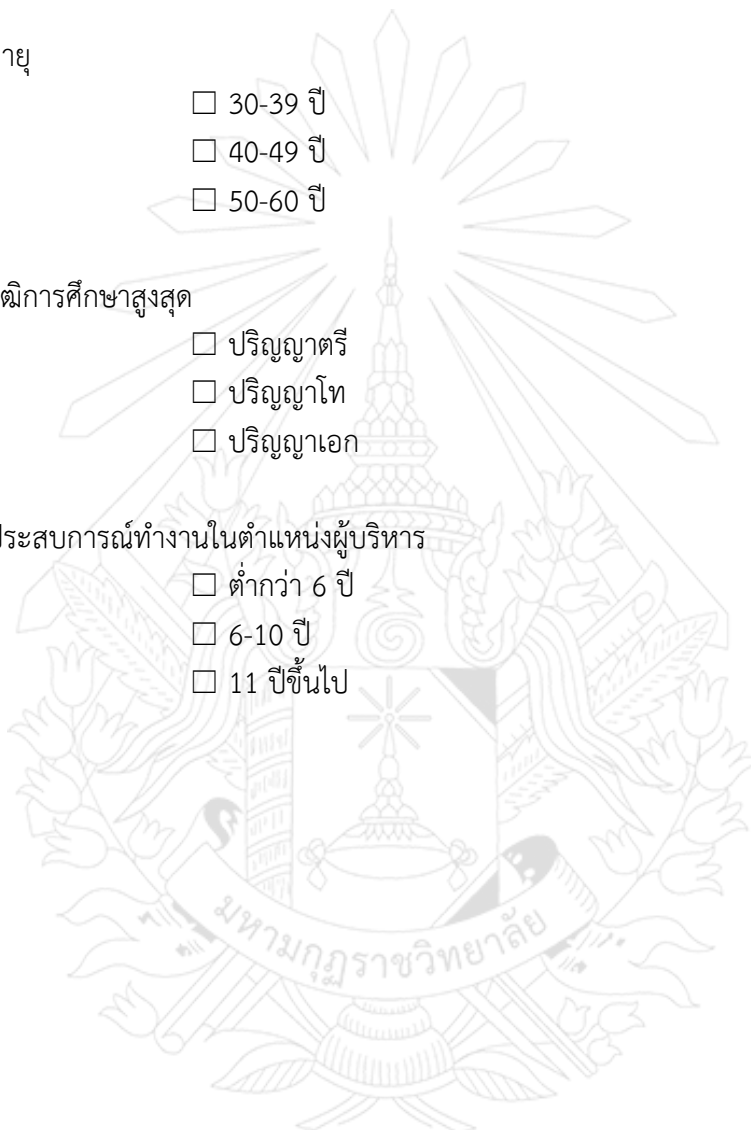 ายุ
☐ 30-39 ปี
☐ 40-49 ปี
☐ 50-60 ปี
ฒิการศึกษาสูงสุด
☐ ปริญญาตรี
☐ ปริญญาโท
☐ ปริญญาเอก
ประสบการณ์ทำงานในตำแหน่งผู้บริหาร
☐ ต่ำกว่า 6 ปี
☐ 6-10 ปี
☐ 11 ปีขึ้นไป
มหามกุฏราชวิทยาลัย